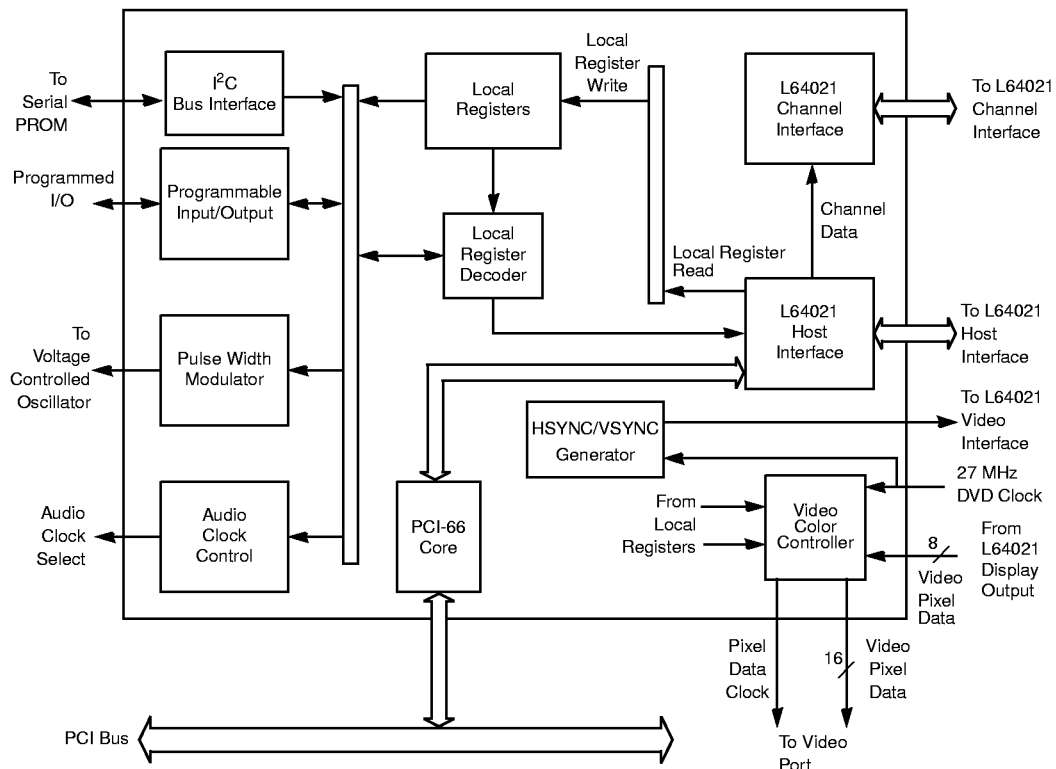 To
Serial
PROM
I²C
Bus Interface
Local
Registers
Local
Register
Write
L64021
Channel
Interface
To L64021
Channel
Interface
Programmed
I/O
Programmable
Input/Output
Local
Register
Decoder
Channel
Data
Local Register
Read
L64021
Host
Interface
To L64021
Host
Interface
To
Voltage
Controlled
Oscillator
Pulse Width
Modulator
HSYNC/VSYNC
Generator
To L64021
Video
Interface
27 MHz
DVD Clock
Audio
Clock
Select
Audio
Clock
Control
PCI-66
Core
From
Local
Registers
Video
Color
Controller
8
Video
Pixel
Data
From
L64021
Display
Output
Pixel
Data
Clock
16
Video
Pixel
Data
PCI Bus
To Video
Port